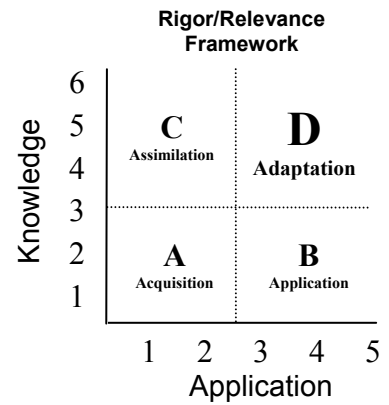 Rigor/Relevance
Framework
Knowledge
6
5
4
3
2
1
C
Assimilation
D
Adaptation
A
Acquisition
B
Application
1 2 3 4 5
Application